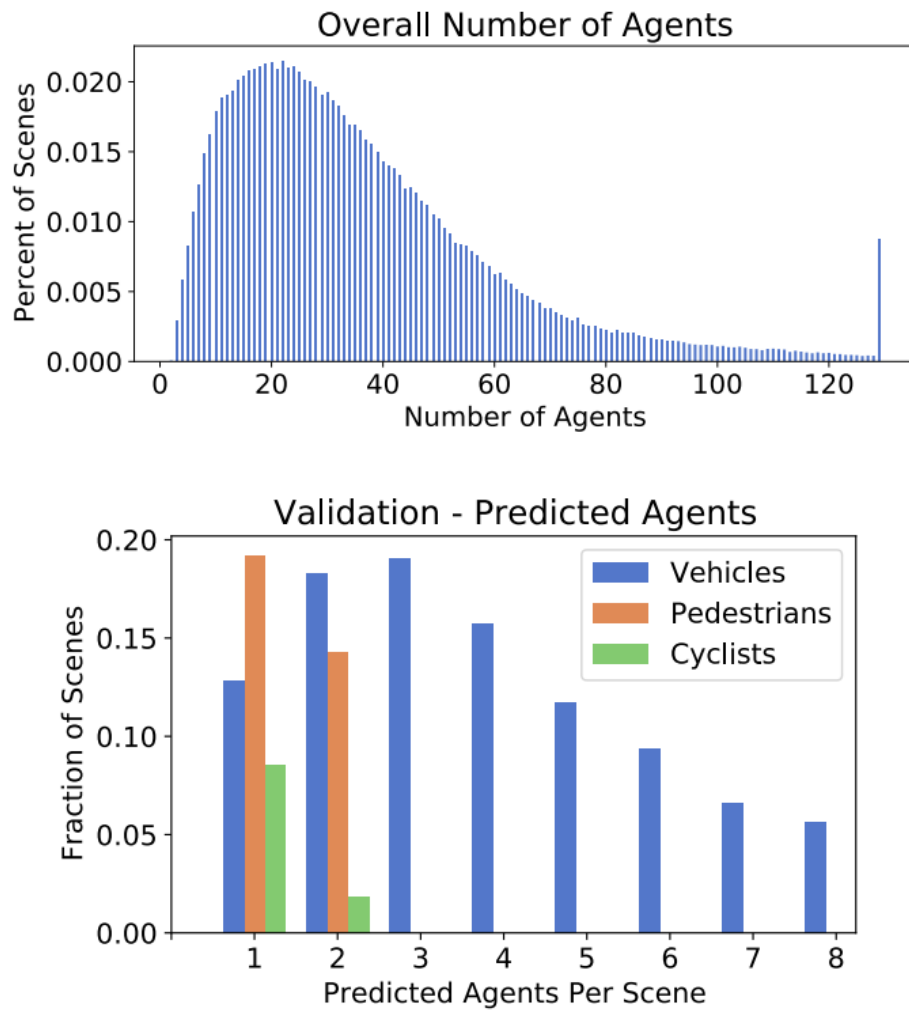 Overall Number of Agents
Percent of Scenes
0.020
0.015
0.010
0.005
0.000
0 20 40 60 80 100 120
Number of Agents
Validation - Predicted Agents
Fraction of Scenes
0.20
0.15
0.10
0.05
0.00
Vehicles
Pedestrians
Cyclists
1 2 3 4 5 6 7 8
Predicted Agents Per Scene